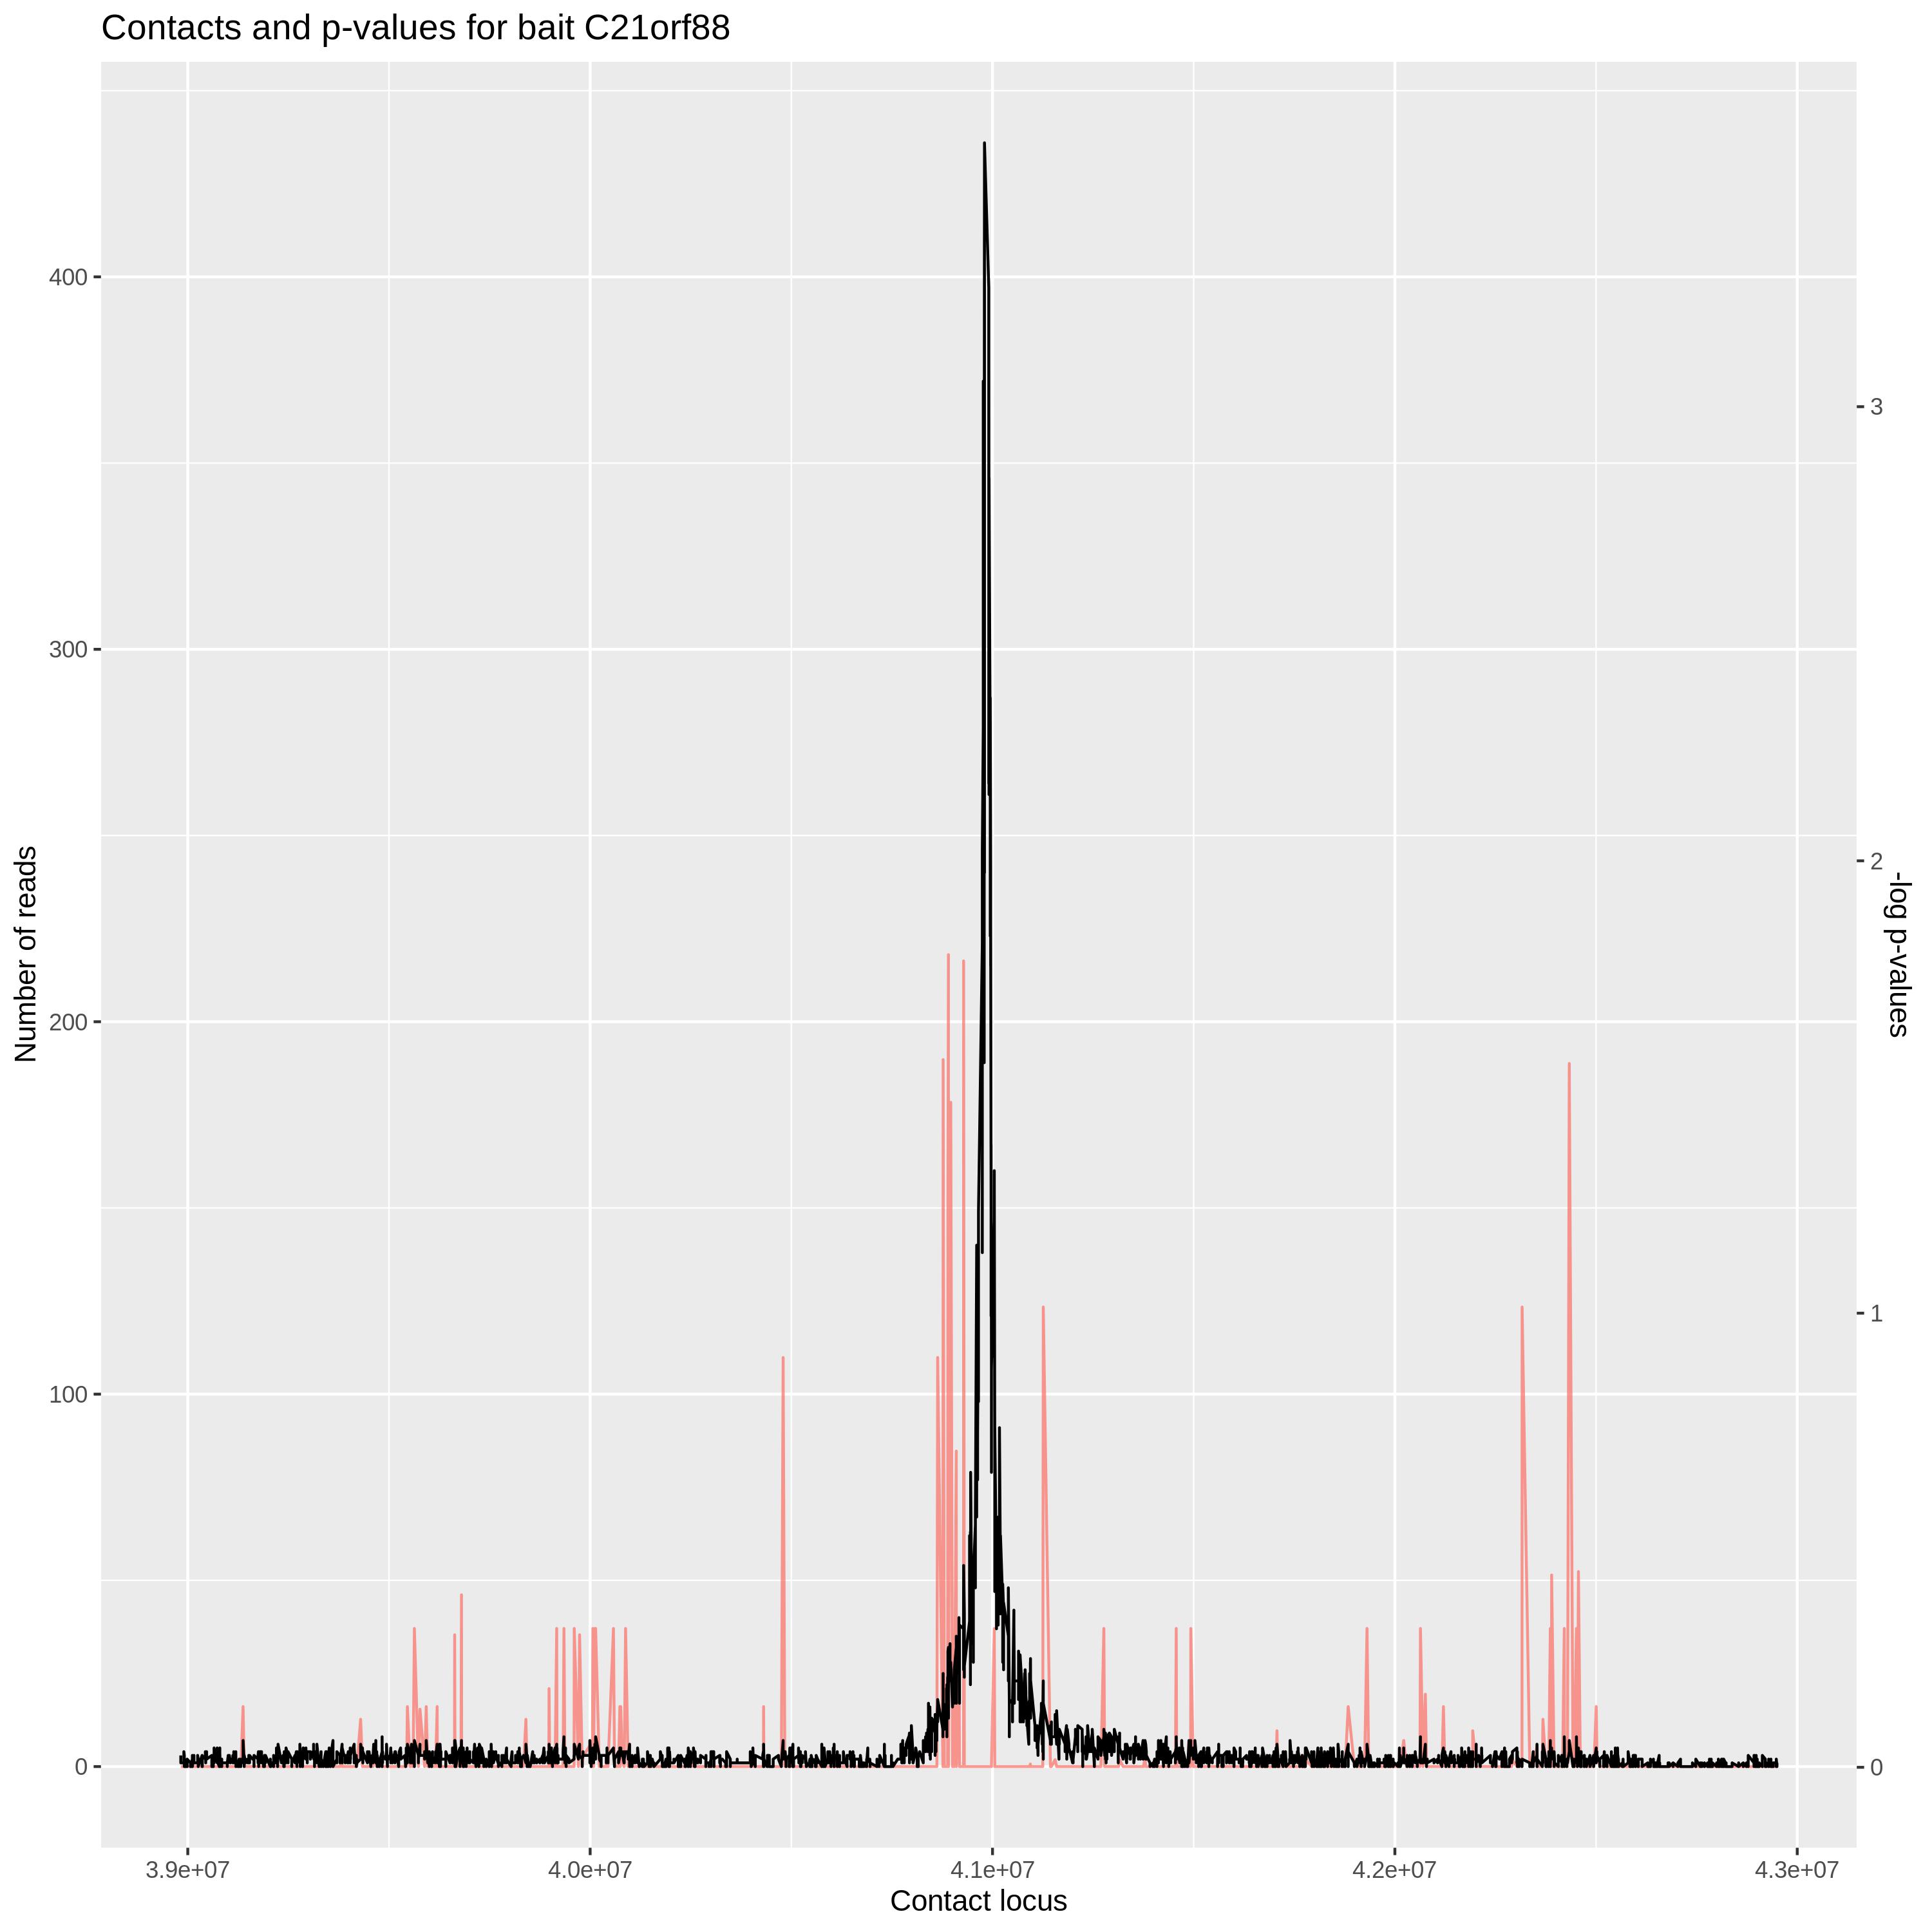 Contacts and p-values for bait C21orf88
Number of reads
400
300
200
100
0
3
2
1
0
-log p-values
3.9e+07
4.0e+07
4.1e+07
4.2e+07
4.3e+07
Contact locus